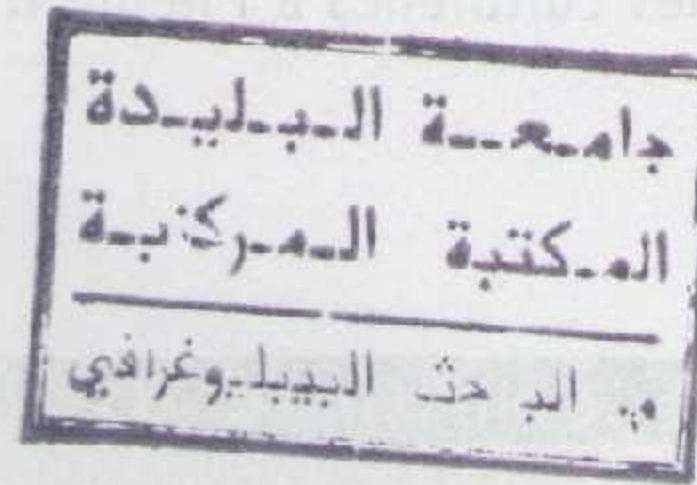 جامعة البليدة
المكتبة المركزية
م. البحث البيبليوغرافي